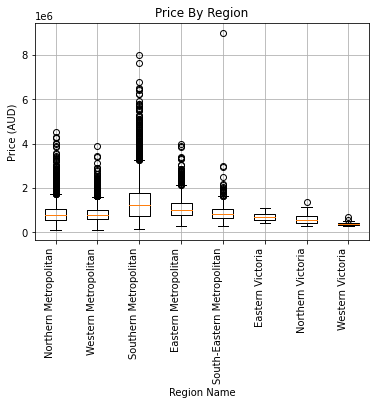 Price By Region
1e6
8
6
4
2
0
Price (AUD)
Northern Metropolitan
Western Metropolitan
Southern Metropolitan
Eastern Metropolitan
South-Eastern Metropolitan
Eastern Victoria
Northern Victoria
Western Victoria
Region Name